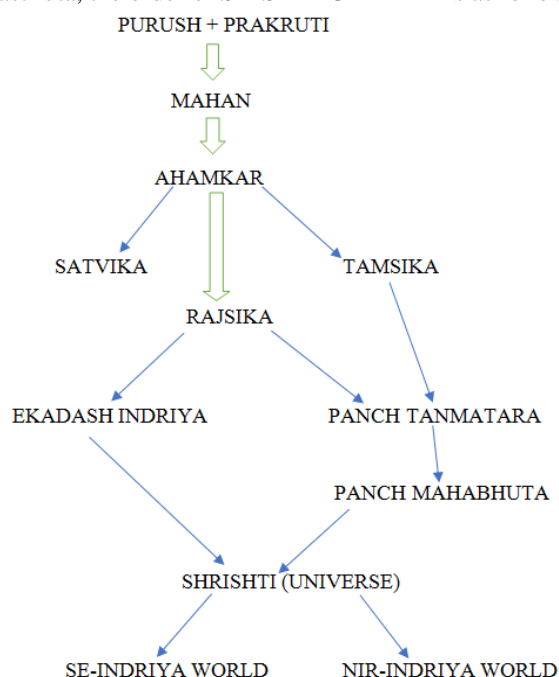 PURUSH + PRAKRUTI
MAHAN
AHAMKAR
SATVIKA
TAMSIKA
RAJSIKA
EKADASH INDRIYA
PANCH TANMATARA
PANCH MAHABHUTA
SHRISHTI (UNIVERSE)
SE-INDRIYA WORLD
NIR-INDRIYA WORLD